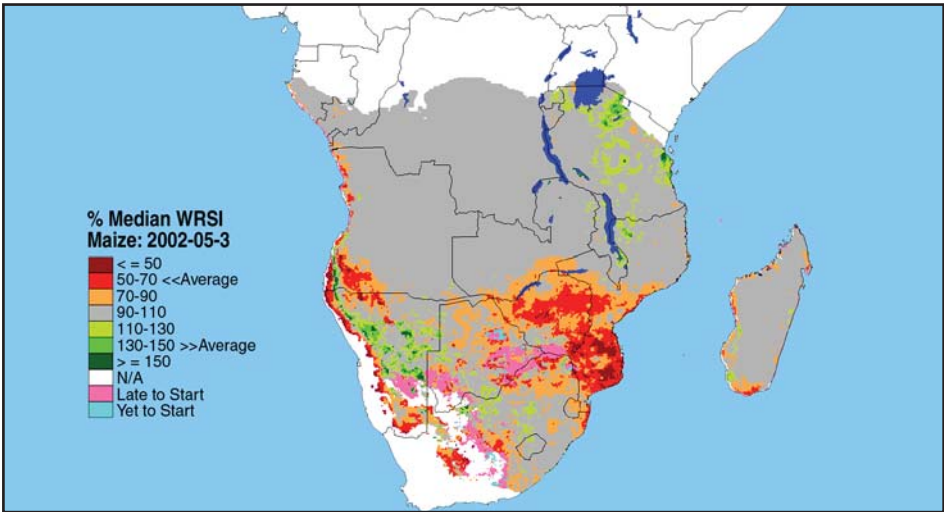 % Median WRSI
Maize: 2002-05-3
< = 50
50-70 <<Average
70-90
90-110
110-130
130-150 >>Average
> = 150
N/A
Late to Start
Yet to Start